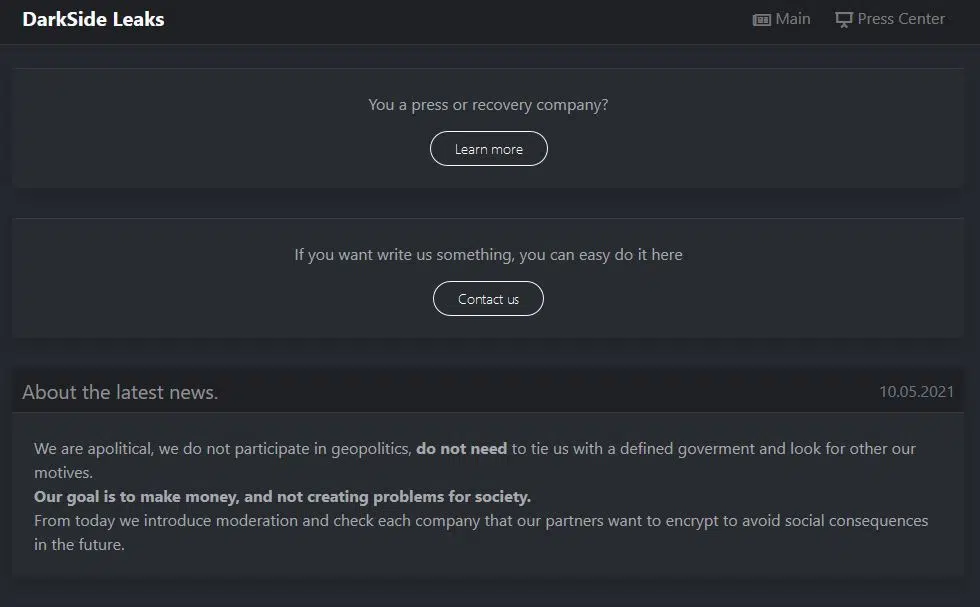 DarkSide Leaks
Main
Press Center
You a press or recovery company?
Learn more
If you want write us something, you can easy do it here
Contact us
About the latest news.
10.05.2021
We are apolitical, we do not participate in geopolitics, do not need to tie us with a defined goverment and look for other our
motives.
Our goal is to make money, and not creating problems for society.
From today we introduce moderation and check each company that our partners want to encrypt to avoid social consequences
in the future.